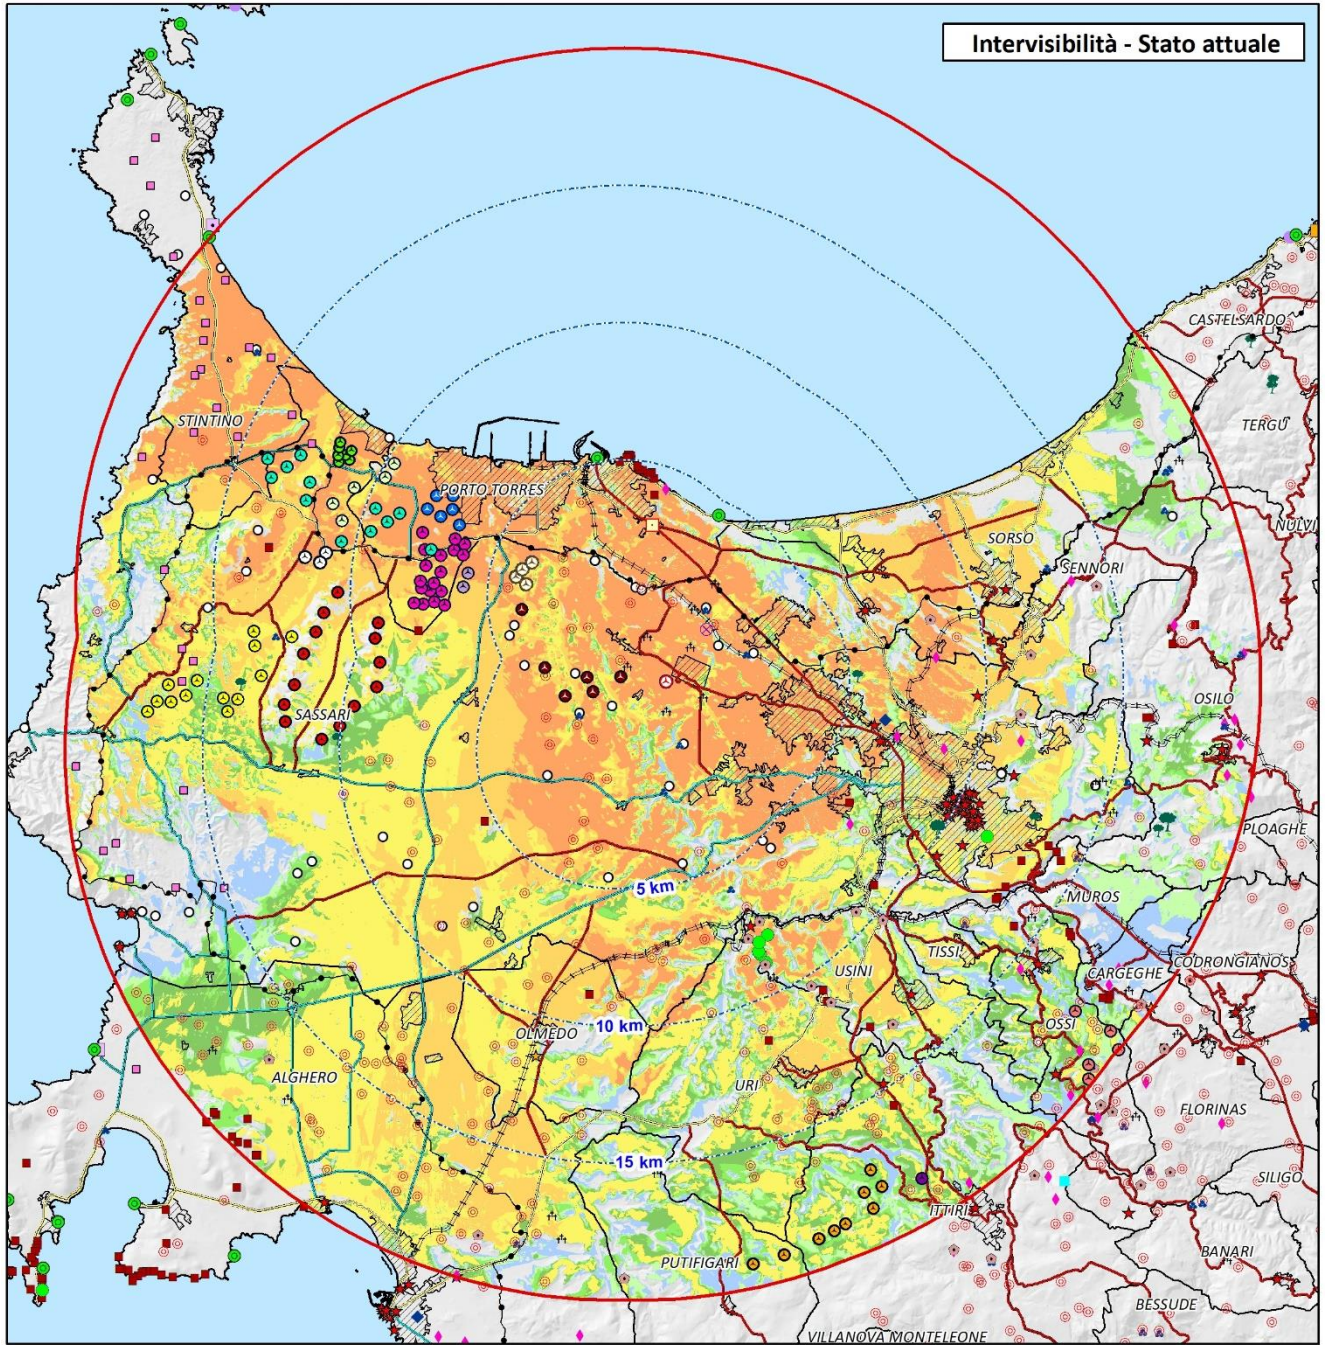 Intervisibilità - Stato attuale
CASTELSARDO
TERGU
STINTINO
PORTO TORRES
NULVI
SORSO
SENNORI
OSILO
SASSARI
PLOAGHE
5 km
MUROS
TISSI
USINI
CARGEGHE
CODRONGIANOS
10 km
OSSI
OLMEDO
ALGHERO
URI
FLORINAS
15 km
SILIGO
ITTIRI
BANARI
PUTIFIGARI
BESSUDE
VILLANOVA MONTELEONE